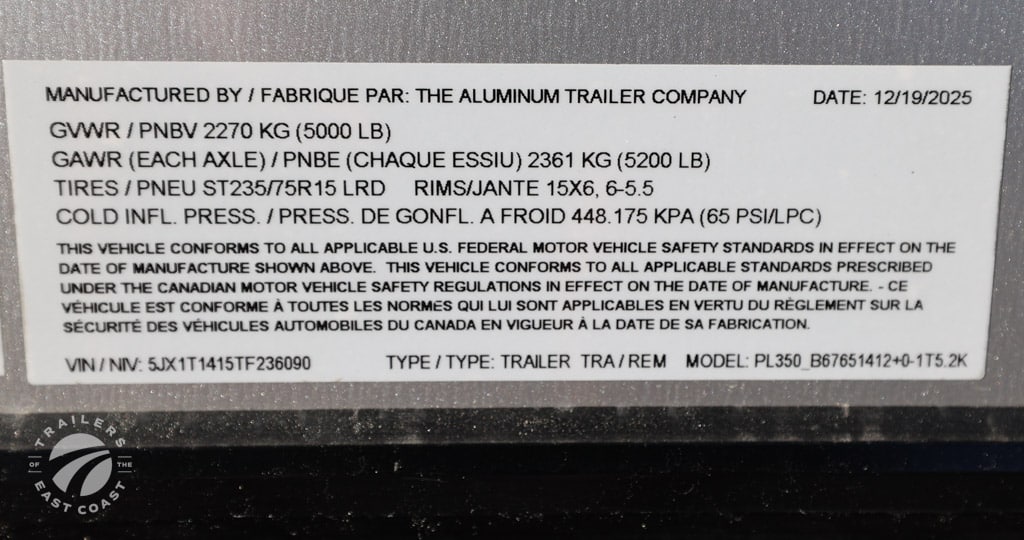 MANUFACTURED BY / FABRIQUE PAR: THE ALUMINUM TRAILER COMPANY DATE: 12/19/2025
GVWR / PNBV 2270 KG (5000 LB)
GAWR (EACH AXLE) / PNBE (CHAQUE ESSIU) 2361 KG (5200 LB)
TIRES / PNEU ST235/75R15 LRD RIMS/JANTE 15X6, 6-5.5
COLD INFL. PRESS. / PRESS. DE GONFL. A FROID 448.175 KPA (65 PSI/LPC)
THIS VEHICLE CONFORMS TO ALL APPLICABLE U.S. FEDERAL MOTOR VEHICLE SAFETY STANDARDS IN EFFECT ON THE
DATE OF MANUFACTURE SHOWN ABOVE. THIS VEHICLE CONFORMS TO ALL APPLICABLE STANDARDS PRESCRIBED
UNDER THE CANADIAN MOTOR VEHICLE SAFETY REGULATIONS IN EFFECT ON THE DATE OF MANUFACTURE. - CE
VÉHICULE EST CONFORME À TOUTES LES NORMES QUI LUI SONT APPLICABLES EN VERTU DU RÈGLEMENT SUR LA
SÉCURITÉ DES VÉHICULES AUTOMOBILES DU CANADA EN VIGUEUR À LA DATE DE SA FABRICATION.
VIN / NIV: 5JX1T1415TF236090 TYPE / TYPE: TRAILER TRA / REM MODEL: PL350_B67651412+0-1T5.2K
TRAILERS
OF THE
EAST COAST